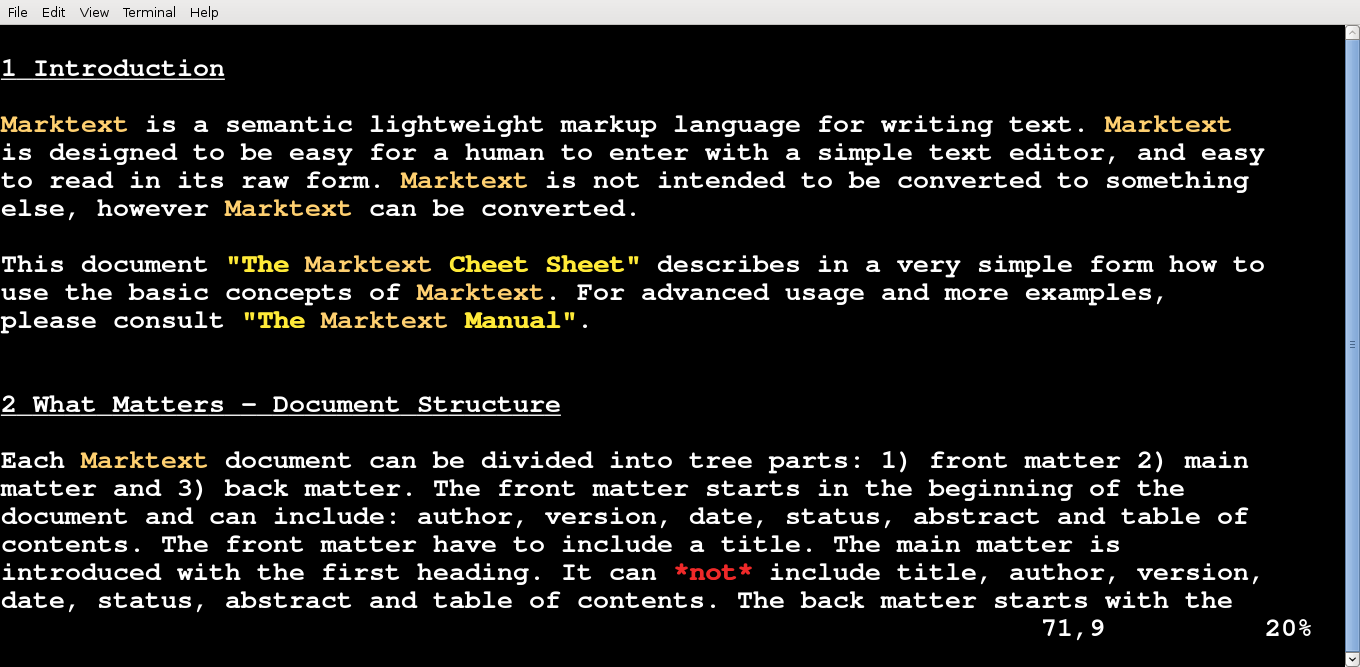 File Edit View Terminal Help
1 Introduction
Marktext is a semantic lightweight markup language for writing text. Marktext
is designed to be easy for a human to enter with a simple text editor, and easy
to read in its raw form. Marktext is not intended to be converted to something
else, however Marktext can be converted.
This document "The Marktext Cheet Sheet" describes in a very simple form how to
use the basic concepts of Marktext. For advanced usage and more examples,
please consult "The Marktext Manual".
2 What Matters - Document Structure
Each Marktext document can be divided into tree parts: 1) front matter 2) main
matter and 3) back matter. The front matter starts in the beginning of the
document and can include: author, version, date, status, abstract and table of
contents. The front matter have to include a title. The main matter is
introduced with the first heading. It can *not* include title, author, version,
date, status, abstract and table of contents. The back matter starts with the
71,9 20%